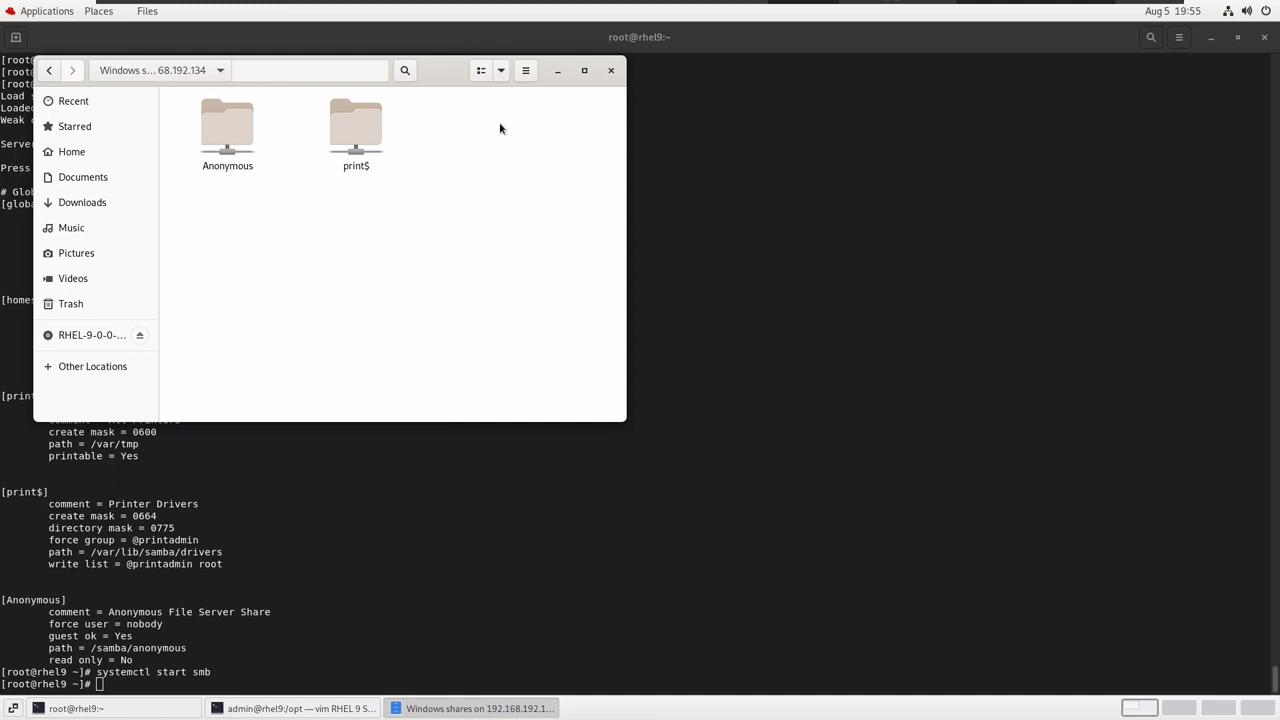 Applications Places Files Aug 5 19:55
root@rhel9:~
[root
[root
[root
Load
Loaded
Weak
Server
Press
# Glo
[globa
[homes
[print
Windows s... 68.192.134
Recent
Starred
Home
Documents
Downloads
Music
Pictures
Videos
Trash
RHEL-9-0-0-...
Other Locations
Anonymous print$
create mask = 0600
path = /var/tmp
printable = Yes
[print$]
comment = Printer Drivers
create mask = 0664
directory mask = 0775
force group = @printadmin
path = /var/lib/samba/drivers
write list = @printadmin root
[Anonymous]
comment = Anonymous File Server Share
force user = nobody
guest ok = Yes
path = /samba/anonymous
read only = No
[root@rhel9 ~]# systemctl start smb
[root@rhel9 ~]#
root@rhel9:~ admin@rhel9:/opt — vim RHEL 9 S... Windows shares on 192.168.192.1...